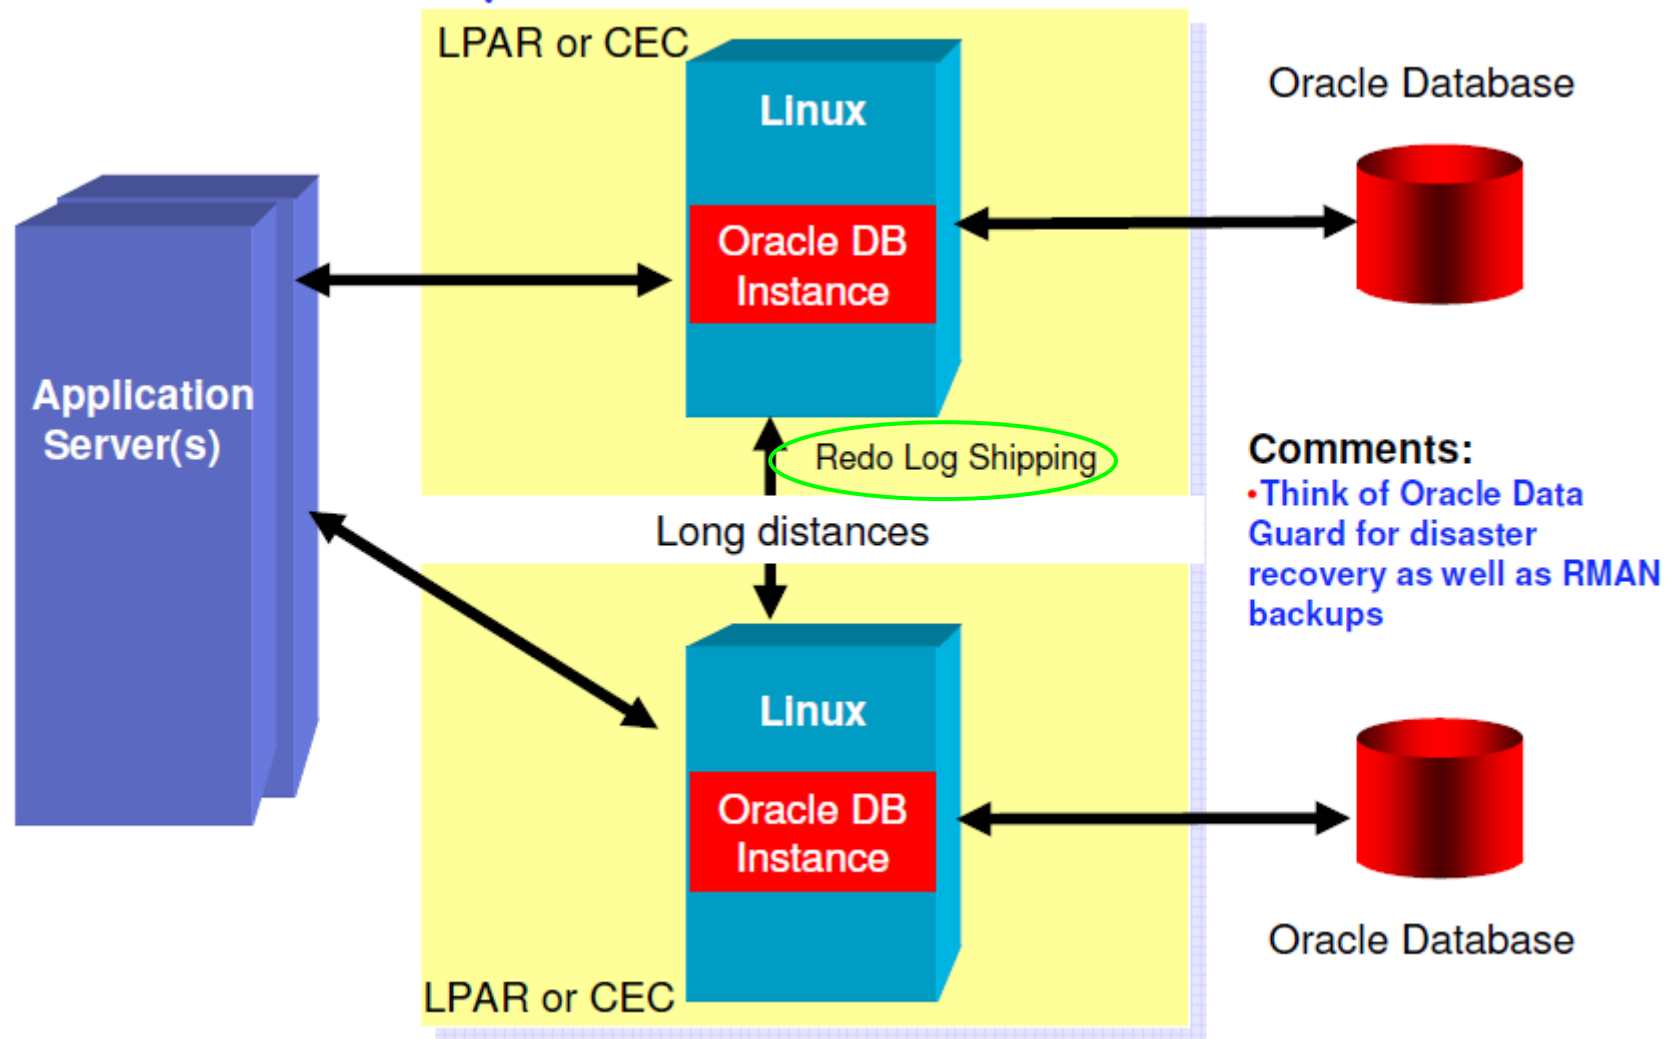 LPAR or CEC
Linux
Oracle Database
Oracle DB
Instance
Application
Server(s)
Redo Log Shipping
Long distances
Comments:
•Think of Oracle Data
Guard for disaster
recovery as well as RMAN
backups
Linux
Oracle DB
Instance
Oracle Database
LPAR or CEC